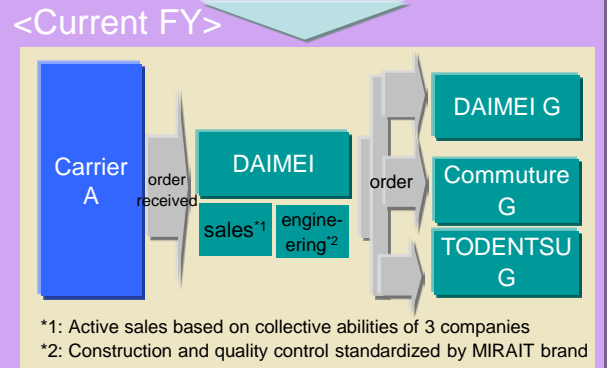 <Current FY>
Carrier
A
order
received
DAIMEI
sales*1
engine-
ering*2
order
DAIMEI G
Commuture
G
TODENTSU
G
*1: Active sales based on collective abilities of 3 companies
*2: Construction and quality control standardized by MIRAIT brand